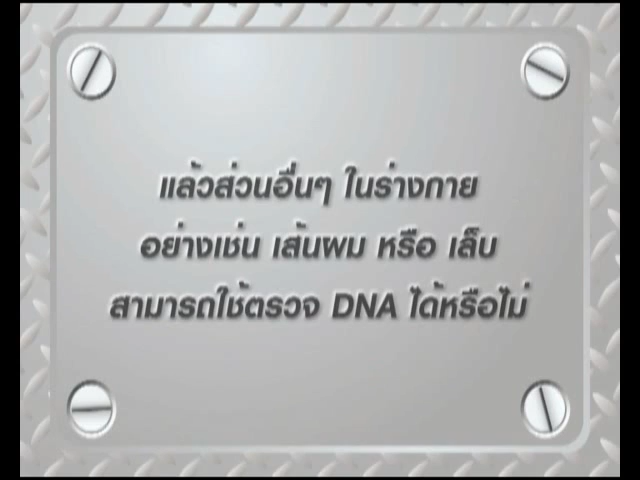 แล้วส่วนอื่นๆ ในร่างกาย
อย่างเช่น เส้นผม หรือ เล็บ
สามารถใช้ตรวจ DNA ได้หรือไม่